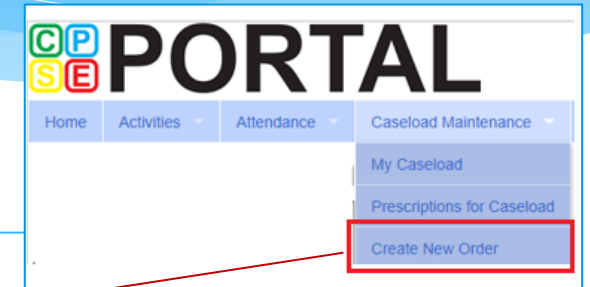 CP
SE PORTAL
Home Activities Attendance Caseload Maintenance
My Caseload
Prescriptions for Caseload
Create New Order